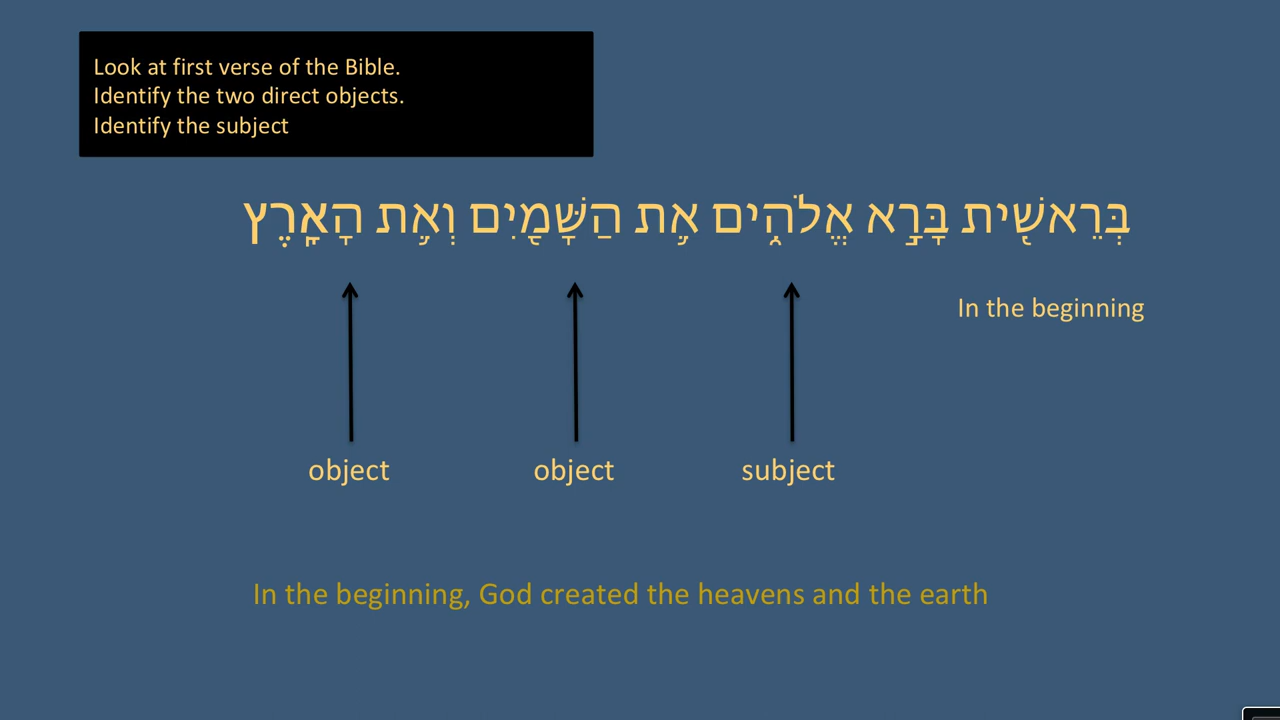 Look at first verse of the Bible.
Identify the two direct objects.
Identify the subject
בְּרֵאשִׁ֖ית בָּרָ֣א אֱלֹהִ֑ים אֵ֥ת הַשָּׁמַ֖יִם וְאֵ֥ת הָאָֽרֶץ
In the beginning
object object subject
In the beginning, God created the heavens and the earth